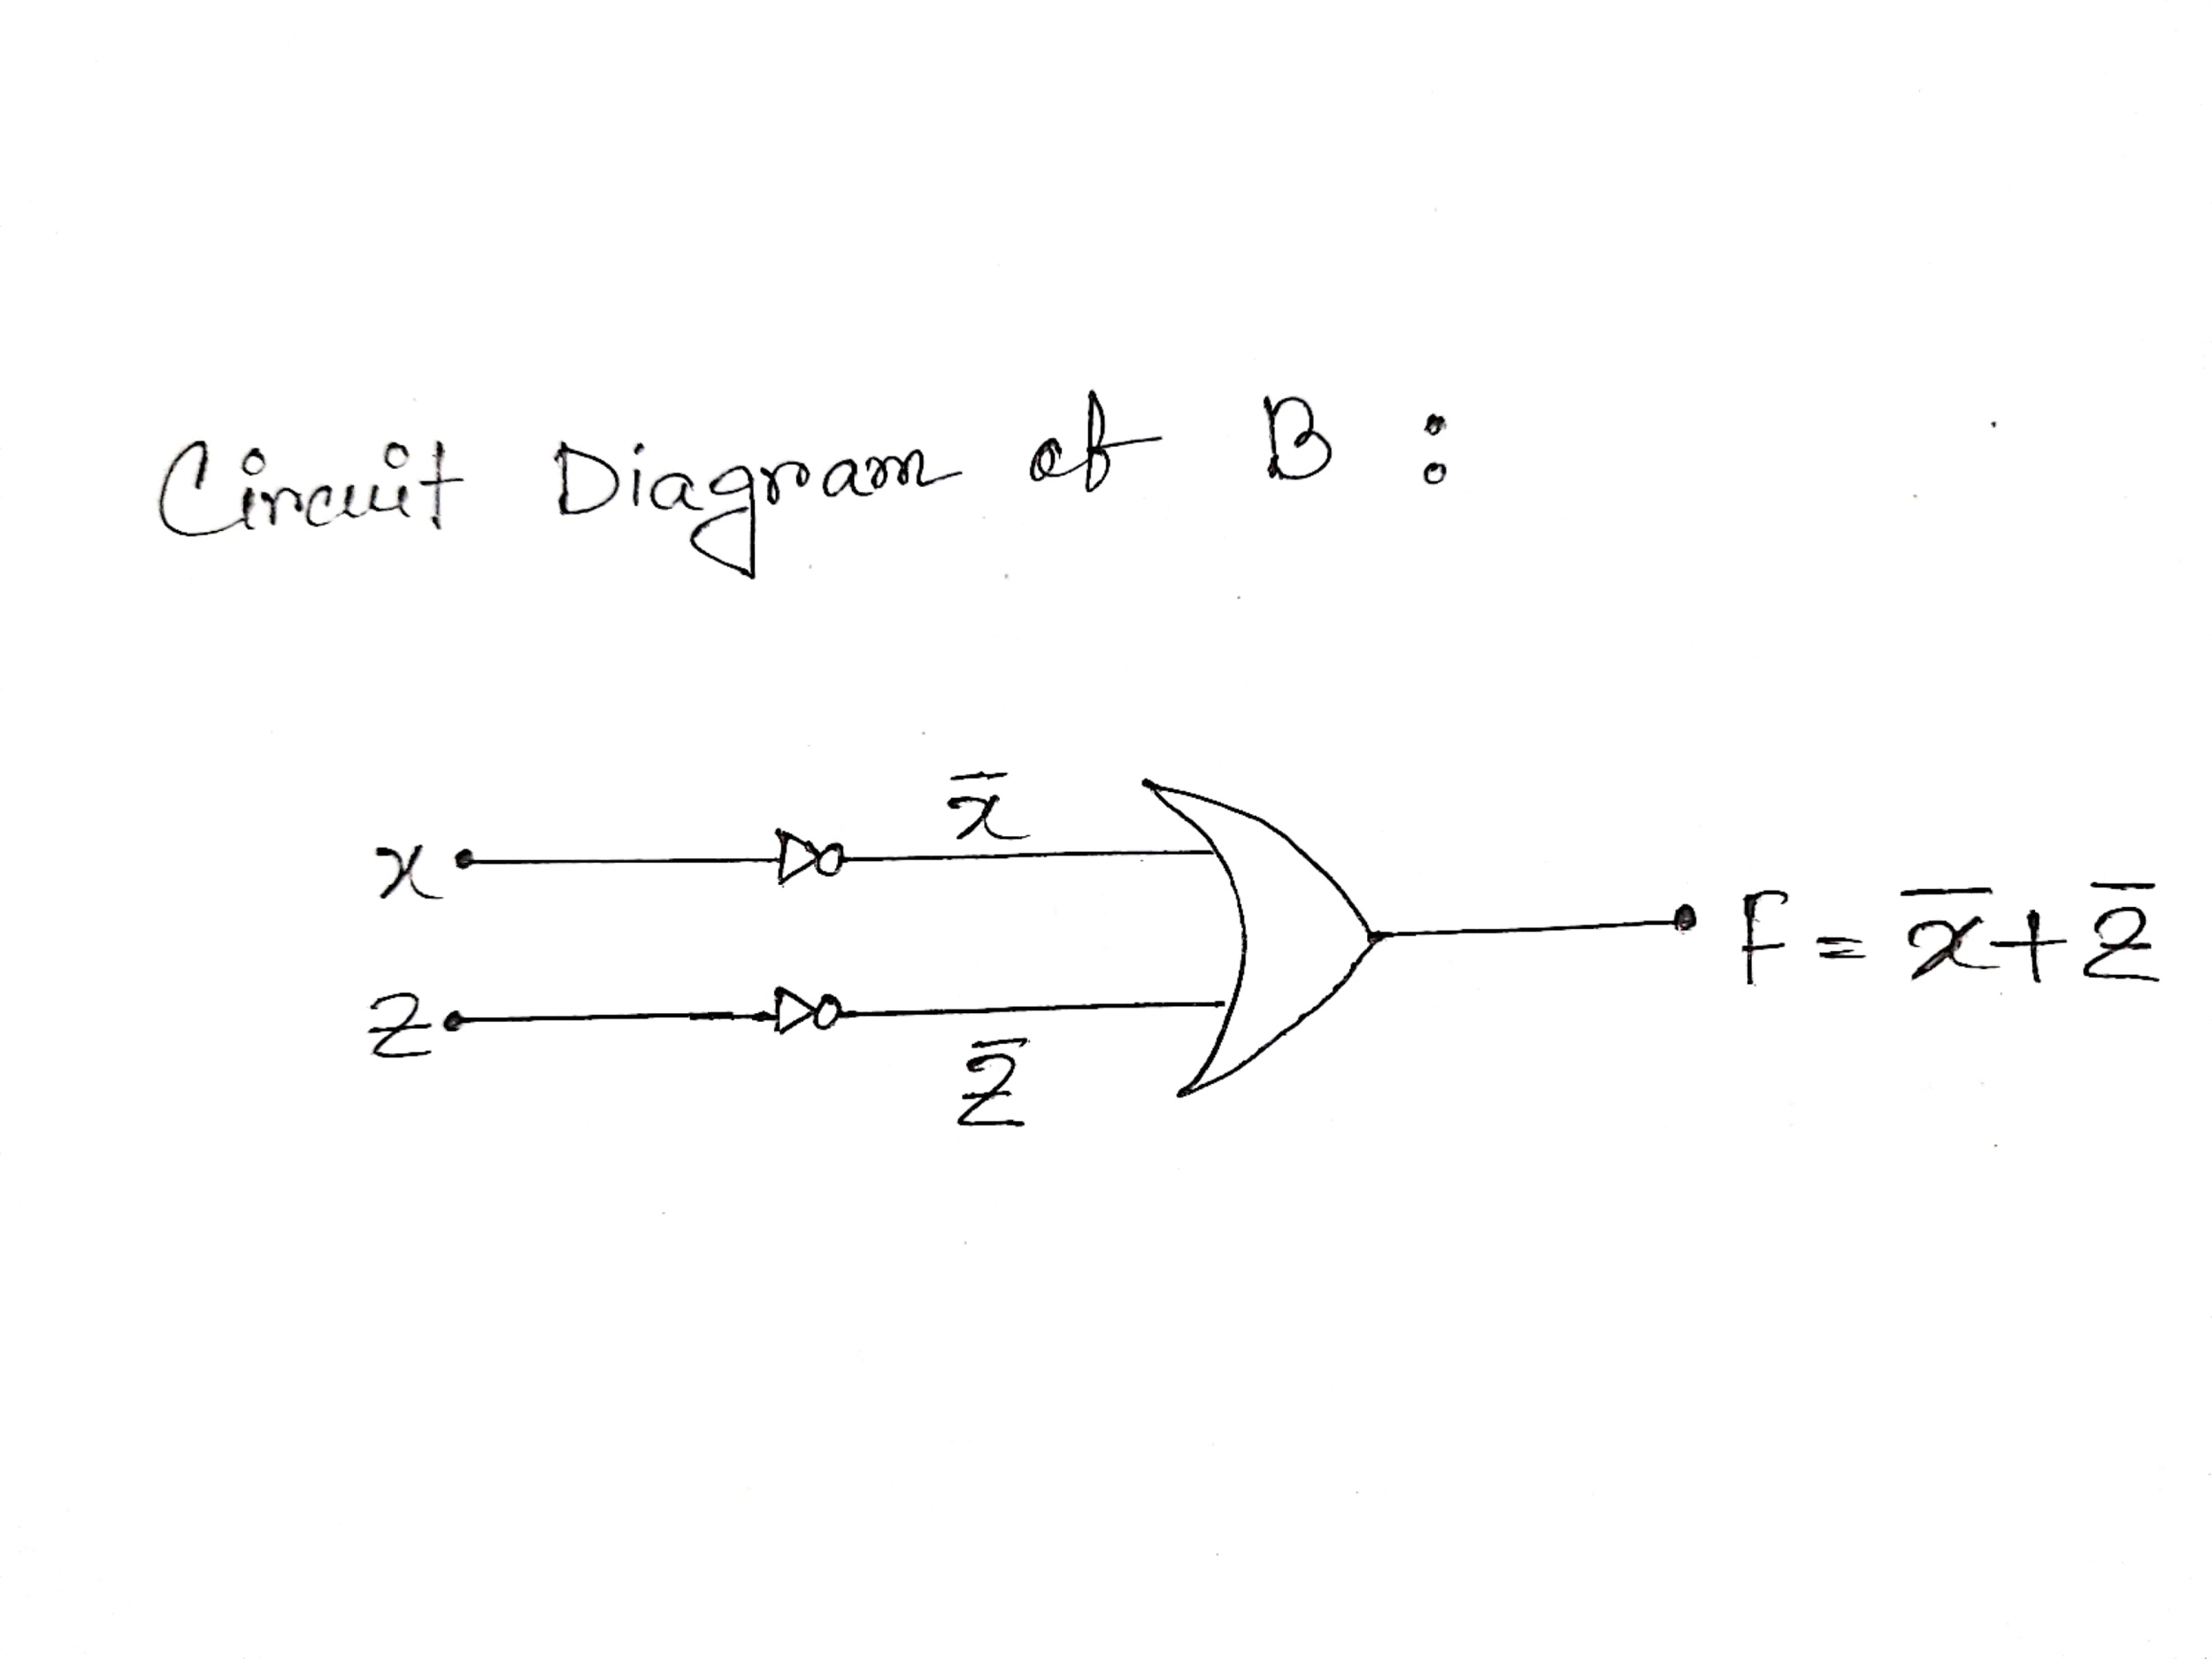 Circuit Diagram of B :
x̄
x
F = x̄ + z̄
z
z̄